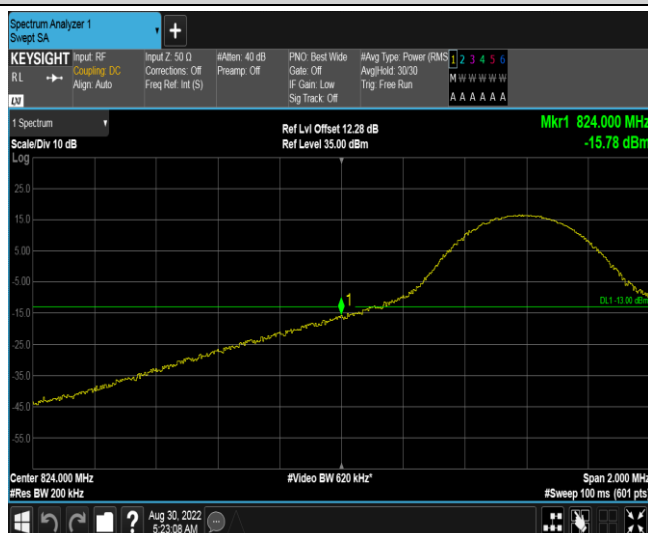 Spectrum Analyzer 1
Swept SA
KEYSIGHT
RL
Input: RF
Coupling: DC
Align: Auto
Input Z: 50 Ω
Corrections: Off
Freq Ref: Int (S)
#Atten: 40 dB
Preamp: Off
PNO: Best Wide
Gate: Off
IF Gain: Low
Sig Track: Off
#Avg Type: Power (RMS
Avg|Hold: 30/30
Trig: Free Run
1 2 3 4 5 6
M W W W W W
A A A A A A
LXI
1 Spectrum
Scale/Div 10 dB
Ref Lvl Offset 12.28 dB
Ref Level 35.00 dBm
Mkr1 824.000 MHz
-15.78 dBm
Log
25.0
15.0
5.00
-5.00
-15.0
-25.0
-35.0
-45.0
-55.0
1
DL1 -13.00 dBm
Center 824.000 MHz
#Res BW 200 kHz
#Video BW 620 kHz*
Span 2.000 MHz
#Sweep 100 ms (601 pts)
?
Aug 30, 2022
5:23:08 AM